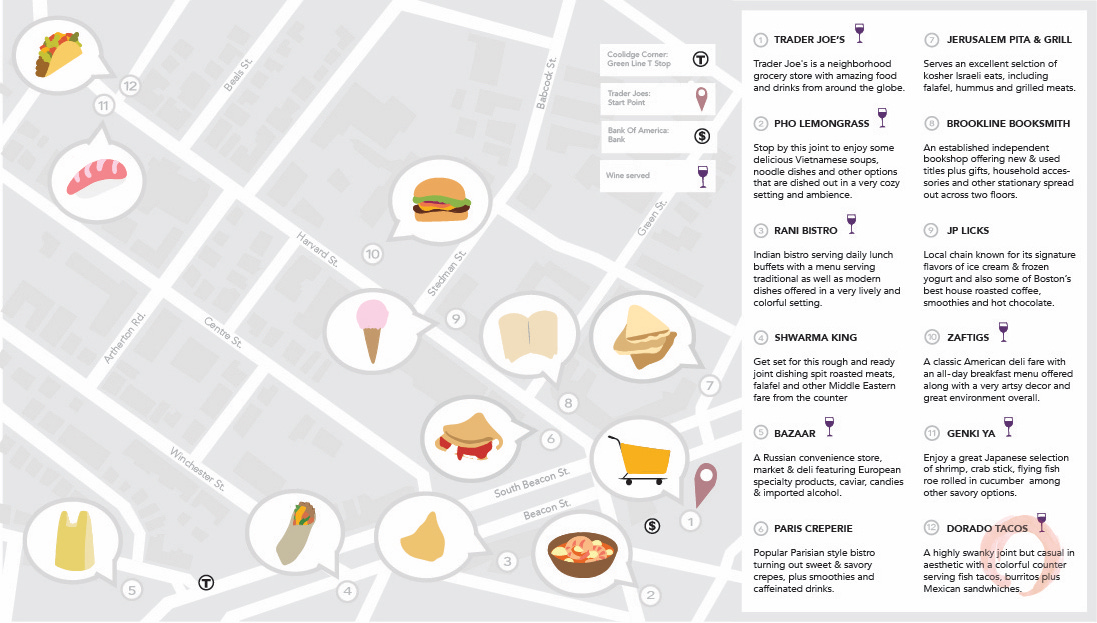 Beals St.
Babcock St.
Coolidge Corner:
Green Line T Stop
T
Trader Joes:
Start Point
Bank Of America:
Bank
$
Wine served
Green St.
Harvard St.
Stedman St.
Artherton Rd.
Centre St.
Winchester St.
South Beacon St.
Beacon St.
12
11
10
9
8
7
6
1
$
3
2
4
5
T
1 TRADER JOE'S
Trader Joe's is a neighborhood
grocery store with amazing food
and drinks from around the globe.
2 PHO LEMONGRASS
Stop by this joint to enjoy some
delicious Vietnamese soups,
noodle dishes and other options
that are dished out in a very cozy
setting and ambience.
3 RANI BISTRO
Indian bistro serving daily lunch
buffets with a menu serving
traditional as well as modern
dishes offered in a very lively and
colorful setting.
4 SHWARMA KING
Get set for this rough and ready
joint dishing spit roasted meats,
falafel and other Middle Eastern
fare from the counter
5 BAZAAR
A Russian convenience store,
market & deli featuring European
specialty products, caviar, candies
& imported alcohol.
6 PARIS CREPERIE
Popular Parisian style bistro
turning out sweet & savory
crepes, plus smoothies and
caffeinated drinks.
7 JERUSALEM PITA & GRILL
Serves an excellent selction of
kosher Israeli eats, including
falafel, hummus and grilled meats.
8 BROOKLINE BOOKSMITH
An established independent
bookshop offering new & used
titles plus gifts, household acces-
sories and other stationary spread
out across two floors.
9 JP LICKS
Local chain known for its signature
flavors of ice cream & frozen
yogurt and also some of Boston's
best house roasted coffee,
smoothies and hot chocolate.
10 ZAFTIGS
A classic American deli fare with
an all-day breakfast menu offered
along with a very artsy decor and
great environment overall.
11 GENKI YA
Enjoy a great Japanese selection
of shrimp, crab stick, flying fish
roe rolled in cucumber among
other savory options.
12 DORADO TACOS
A highly swanky joint but casual in
aesthetic with a colorful counter
serving fish tacos, burritos plus
Mexican sandwhiches.